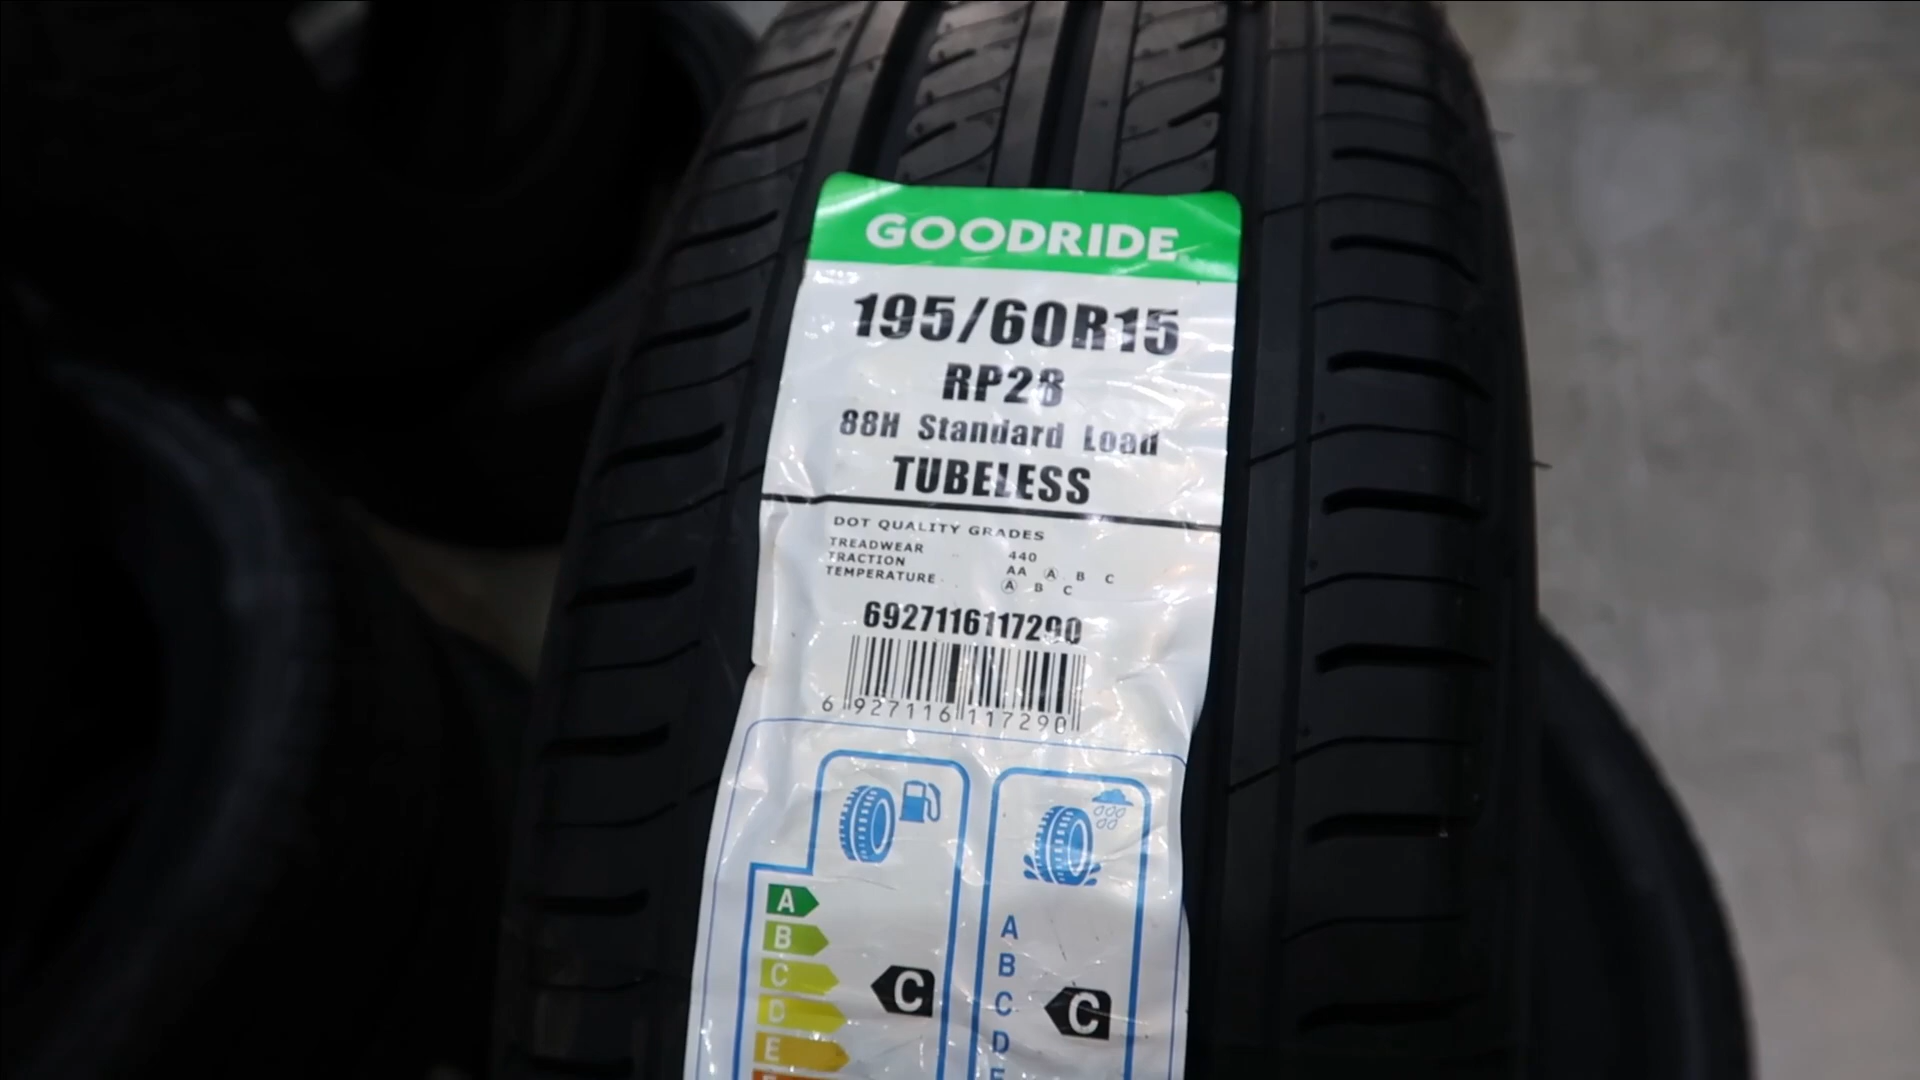 GOODRIDE
195/60R15
RP28
88H Standard Load
TUBELESS
DOT QUALITY GRADES
TREADWEAR 440
TRACTION AA A B C
TEMPERATURE A B C
6927116117290
6 927116 117290
A
B
C
D
E
C
A
B
C
D
C